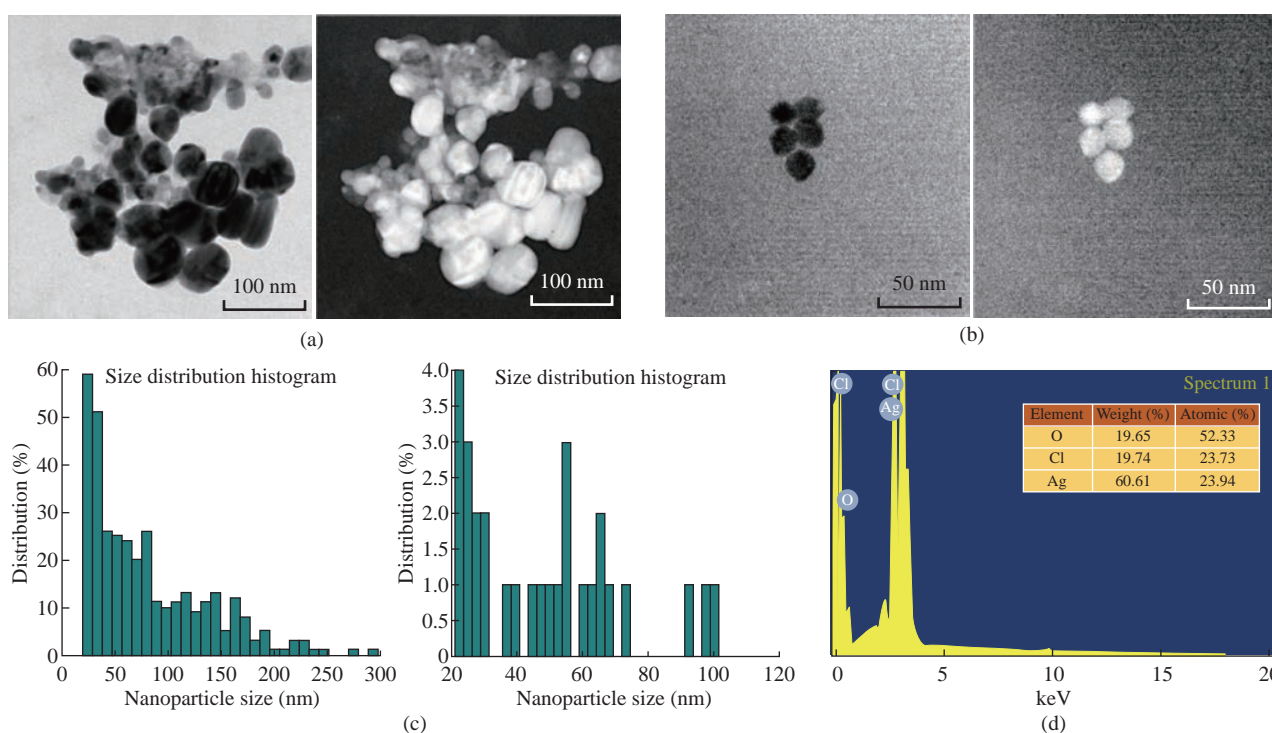 100 nm
100 nm
50 nm
50 nm
(a)
(b)
Size distribution histogram
60
50
40
30
20
10
0
Distribution (%)
0 50 100 150 200 250 300
Nanoparticle size (nm)
Size distribution histogram
4.0
3.5
3.0
2.5
2.0
1.5
1.0
0.5
0
Distribution (%)
20 40 60 80 100 120
Nanoparticle size (nm)
(c)
Spectrum 1
Cl
Cl
Ag
O
Element Weight (%) Atomic (%)
O 19.65 52.33
Cl 19.74 23.73
Ag 60.61 23.94
0 5 10 15 20
keV
(d)